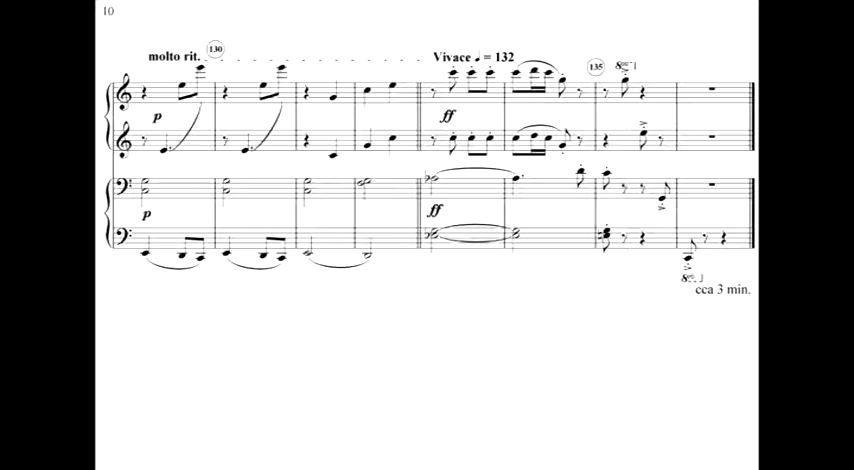 10
molto rit. 130 Vivace ♩ = 132 135 8va
p ff
p ff
8va
cca 3 min.